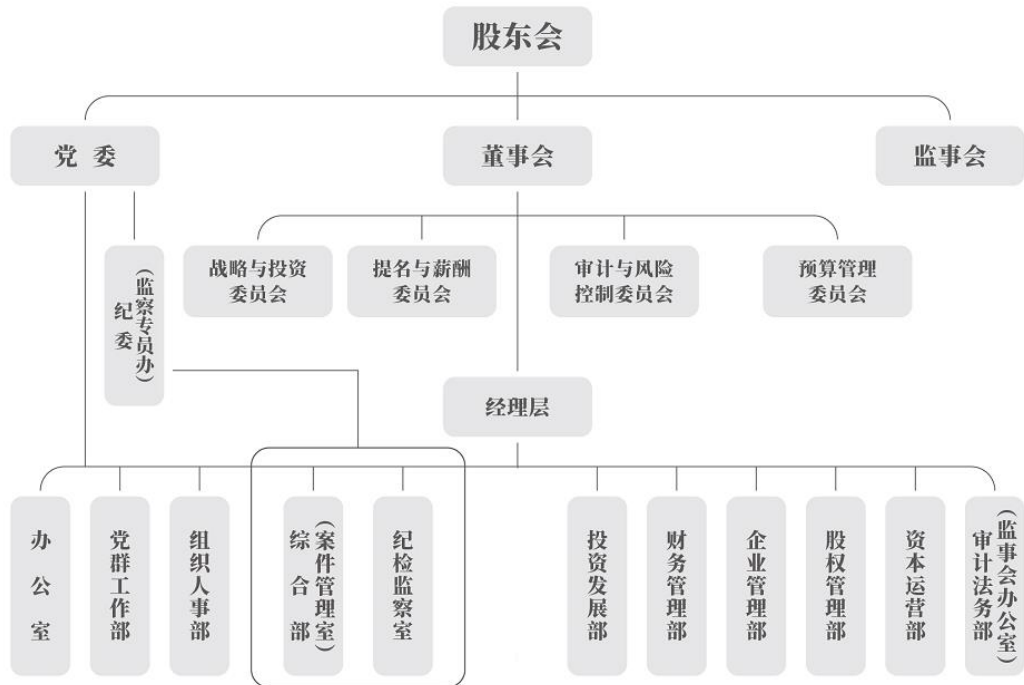 股东会
党 委
董事会
监事会
纪 委
(监察专员办)
战略与投资
委员会
提名与薪酬
委员会
审计与风险
控制委员会
预算管理
委员会
经理层
办 公 室
党群工作部
组织人事部
综 合 部
(案件管理室)
纪检监察室
投资发展部
财务管理部
企业管理部
股权管理部
资本运营部
审计法务部
(监事会办公室)